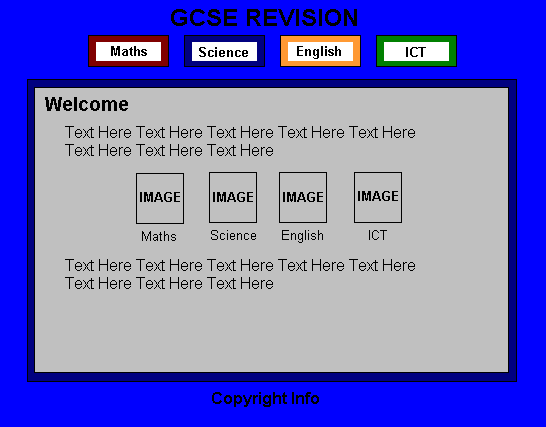 GCSE REVISION
Maths Science English ICT
Welcome
Text Here Text Here Text Here Text Here Text Here
Text Here Text Here Text Here
IMAGE IMAGE IMAGE IMAGE
Maths Science English ICT
Text Here Text Here Text Here Text Here Text Here
Text Here Text Here Text Here
Copyright Info